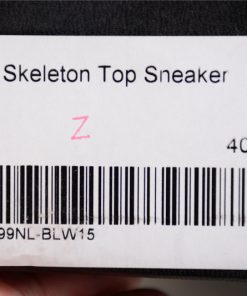 Skeleton Top Sneaker
Z
40
99NL-BLW15